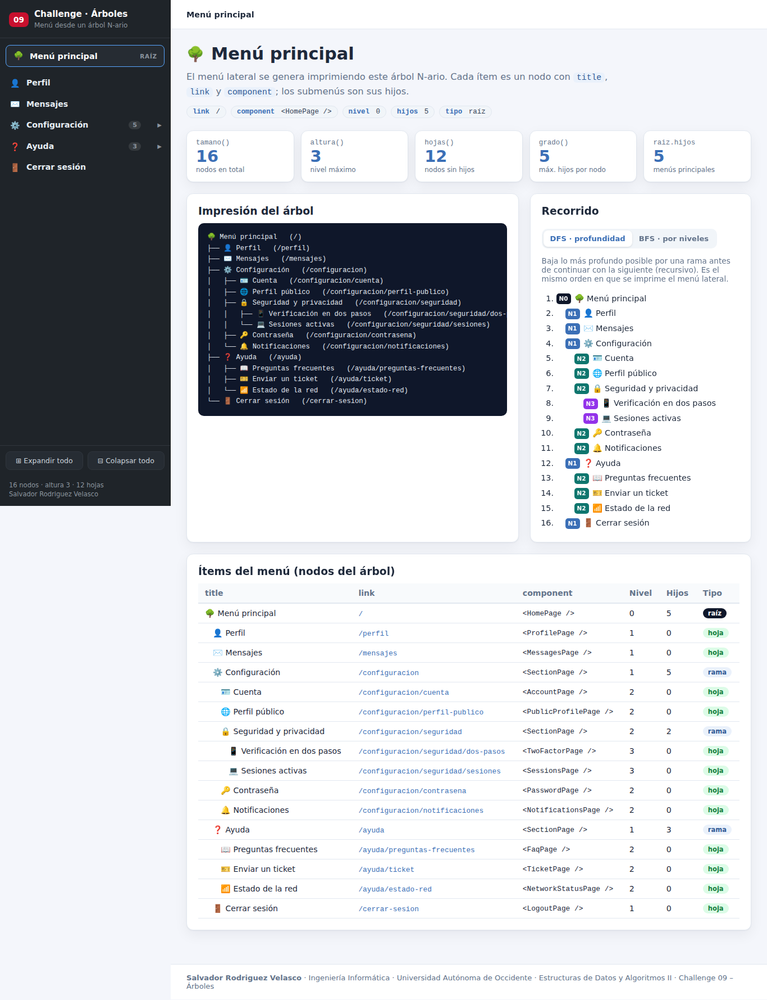 09
Challenge · Árboles
Menú desde un árbol N-ario
Menú principal RAÍZ
Perfil
Mensajes
Configuración 5 ▶
Ayuda 3 ▶
Cerrar sesión
⊞ Expandir todo ⊟ Colapsar todo
16 nodos · altura 3 · 12 hojas
Salvador Rodriguez Velasco
Menú principal
Menú principal
El menú lateral se genera imprimiendo este árbol N-ario. Cada ítem es un nodo con title,
link y component; los submenús son sus hijos.
link / component <HomePage /> nivel 0 hijos 5 tipo raíz
tamano()
16
nodos en total
altura()
3
nivel máximo
hojas()
12
nodos sin hijos
grado()
5
máx. hijos por nodo
raiz.hijos
5
menús principales
Impresión del árbol
Menú principal (/)
├── Perfil (/perfil)
├── Mensajes (/mensajes)
├── Configuración (/configuracion)
│ ├── Cuenta (/configuracion/cuenta)
│ ├── Perfil público (/configuracion/perfil-publico)
│ ├── Seguridad y privacidad (/configuracion/seguridad)
│ │ ├── Verificación en dos pasos (/configuracion/seguridad/dos-
│ │ └── Sesiones activas (/configuracion/seguridad/sesiones)
│ ├── Contraseña (/configuracion/contrasena)
│ └── Notificaciones (/configuracion/notificaciones)
├── Ayuda (/ayuda)
│ ├── Preguntas frecuentes (/ayuda/preguntas-frecuentes)
│ ├── Enviar un ticket (/ayuda/ticket)
│ └── Estado de la red (/ayuda/estado-red)
└── Cerrar sesión (/cerrar-sesion)
Recorrido
DFS · profundidad BFS · por niveles
Baja lo más profundo posible por una rama antes
de continuar con la siguiente (recursivo). Es el
mismo orden en que se imprime el menú lateral.
1. N0 Menú principal
2. N1 Perfil
3. N1 Mensajes
4. N1 Configuración
5. N2 Cuenta
6. N2 Perfil público
7. N2 Seguridad y privacidad
8. N3 Verificación en dos pasos
9. N3 Sesiones activas
10. N2 Contraseña
11. N2 Notificaciones
12. N1 Ayuda
13. N2 Preguntas frecuentes
14. N2 Enviar un ticket
15. N2 Estado de la red
16. N1 Cerrar sesión
Ítems del menú (nodos del árbol)
title link component Nivel Hijos Tipo
Menú principal / <HomePage /> 0 5 raíz
Perfil /perfil <ProfilePage /> 1 0 hoja
Mensajes /mensajes <MessagesPage /> 1 0 hoja
Configuración /configuracion <SectionPage /> 1 5 rama
Cuenta /configuracion/cuenta <AccountPage /> 2 0 hoja
Perfil público /configuracion/perfil-publico <PublicProfilePage /> 2 0 hoja
Seguridad y privacidad /configuracion/seguridad <SectionPage /> 2 2 rama
Verificación en dos pasos /configuracion/seguridad/dos-pasos <TwoFactorPage /> 3 0 hoja
Sesiones activas /configuracion/seguridad/sesiones <SessionsPage /> 3 0 hoja
Contraseña /configuracion/contrasena <PasswordPage /> 2 0 hoja
Notificaciones /configuracion/notificaciones <NotificationsPage /> 2 0 hoja
Ayuda /ayuda <SectionPage /> 1 3 rama
Preguntas frecuentes /ayuda/preguntas-frecuentes <FaqPage /> 2 0 hoja
Enviar un ticket /ayuda/ticket <TicketPage /> 2 0 hoja
Estado de la red /ayuda/estado-red <NetworkStatusPage /> 2 0 hoja
Cerrar sesión /cerrar-sesion <LogoutPage /> 1 0 hoja
Salvador Rodriguez Velasco · Ingeniería Informática · Universidad Autónoma de Occidente · Estructuras de Datos y Algoritmos II · Challenge 09 –
Árboles